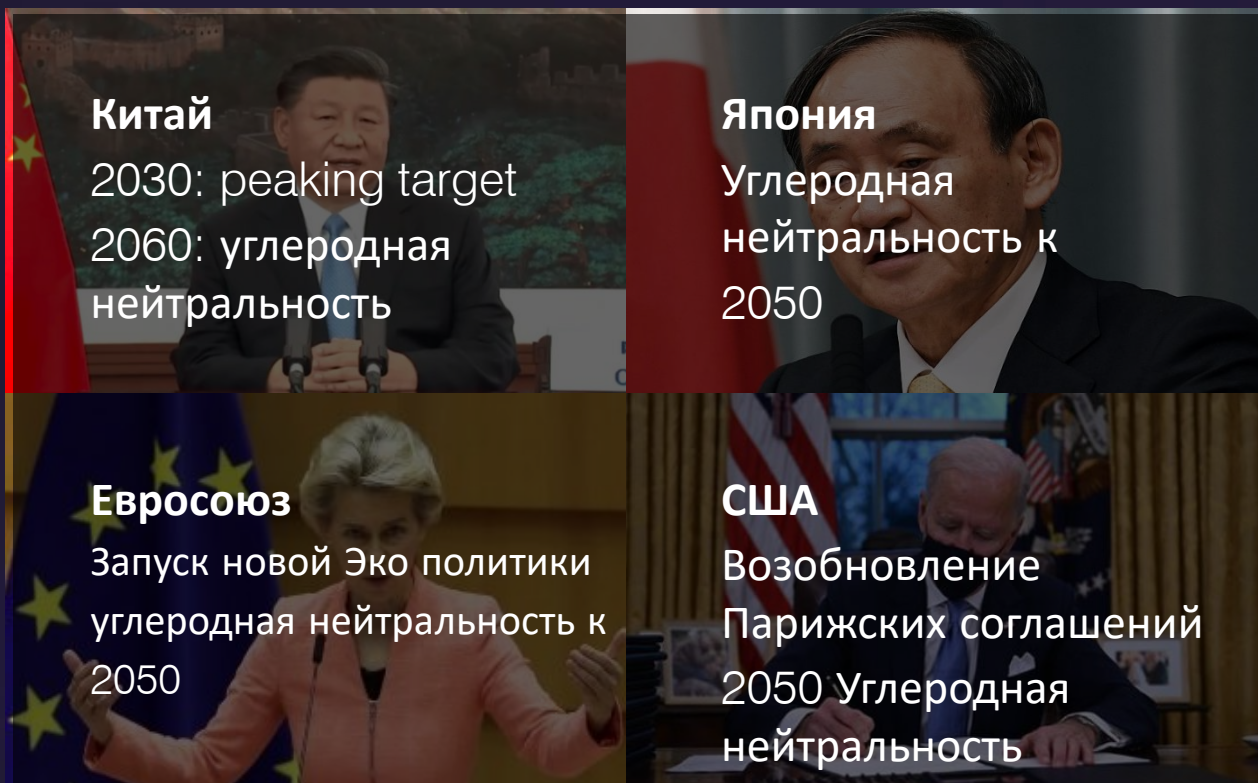 Китай
2030: peaking target
2060: углеродная
нейтральность
Япония
Углеродная
нейтральность к
2050
Евросоюз
Запуск новой Эко политики
углеродная нейтральность к
2050
США
Возобновление
Парижских соглашений
2050 Углеродная
нейтральность